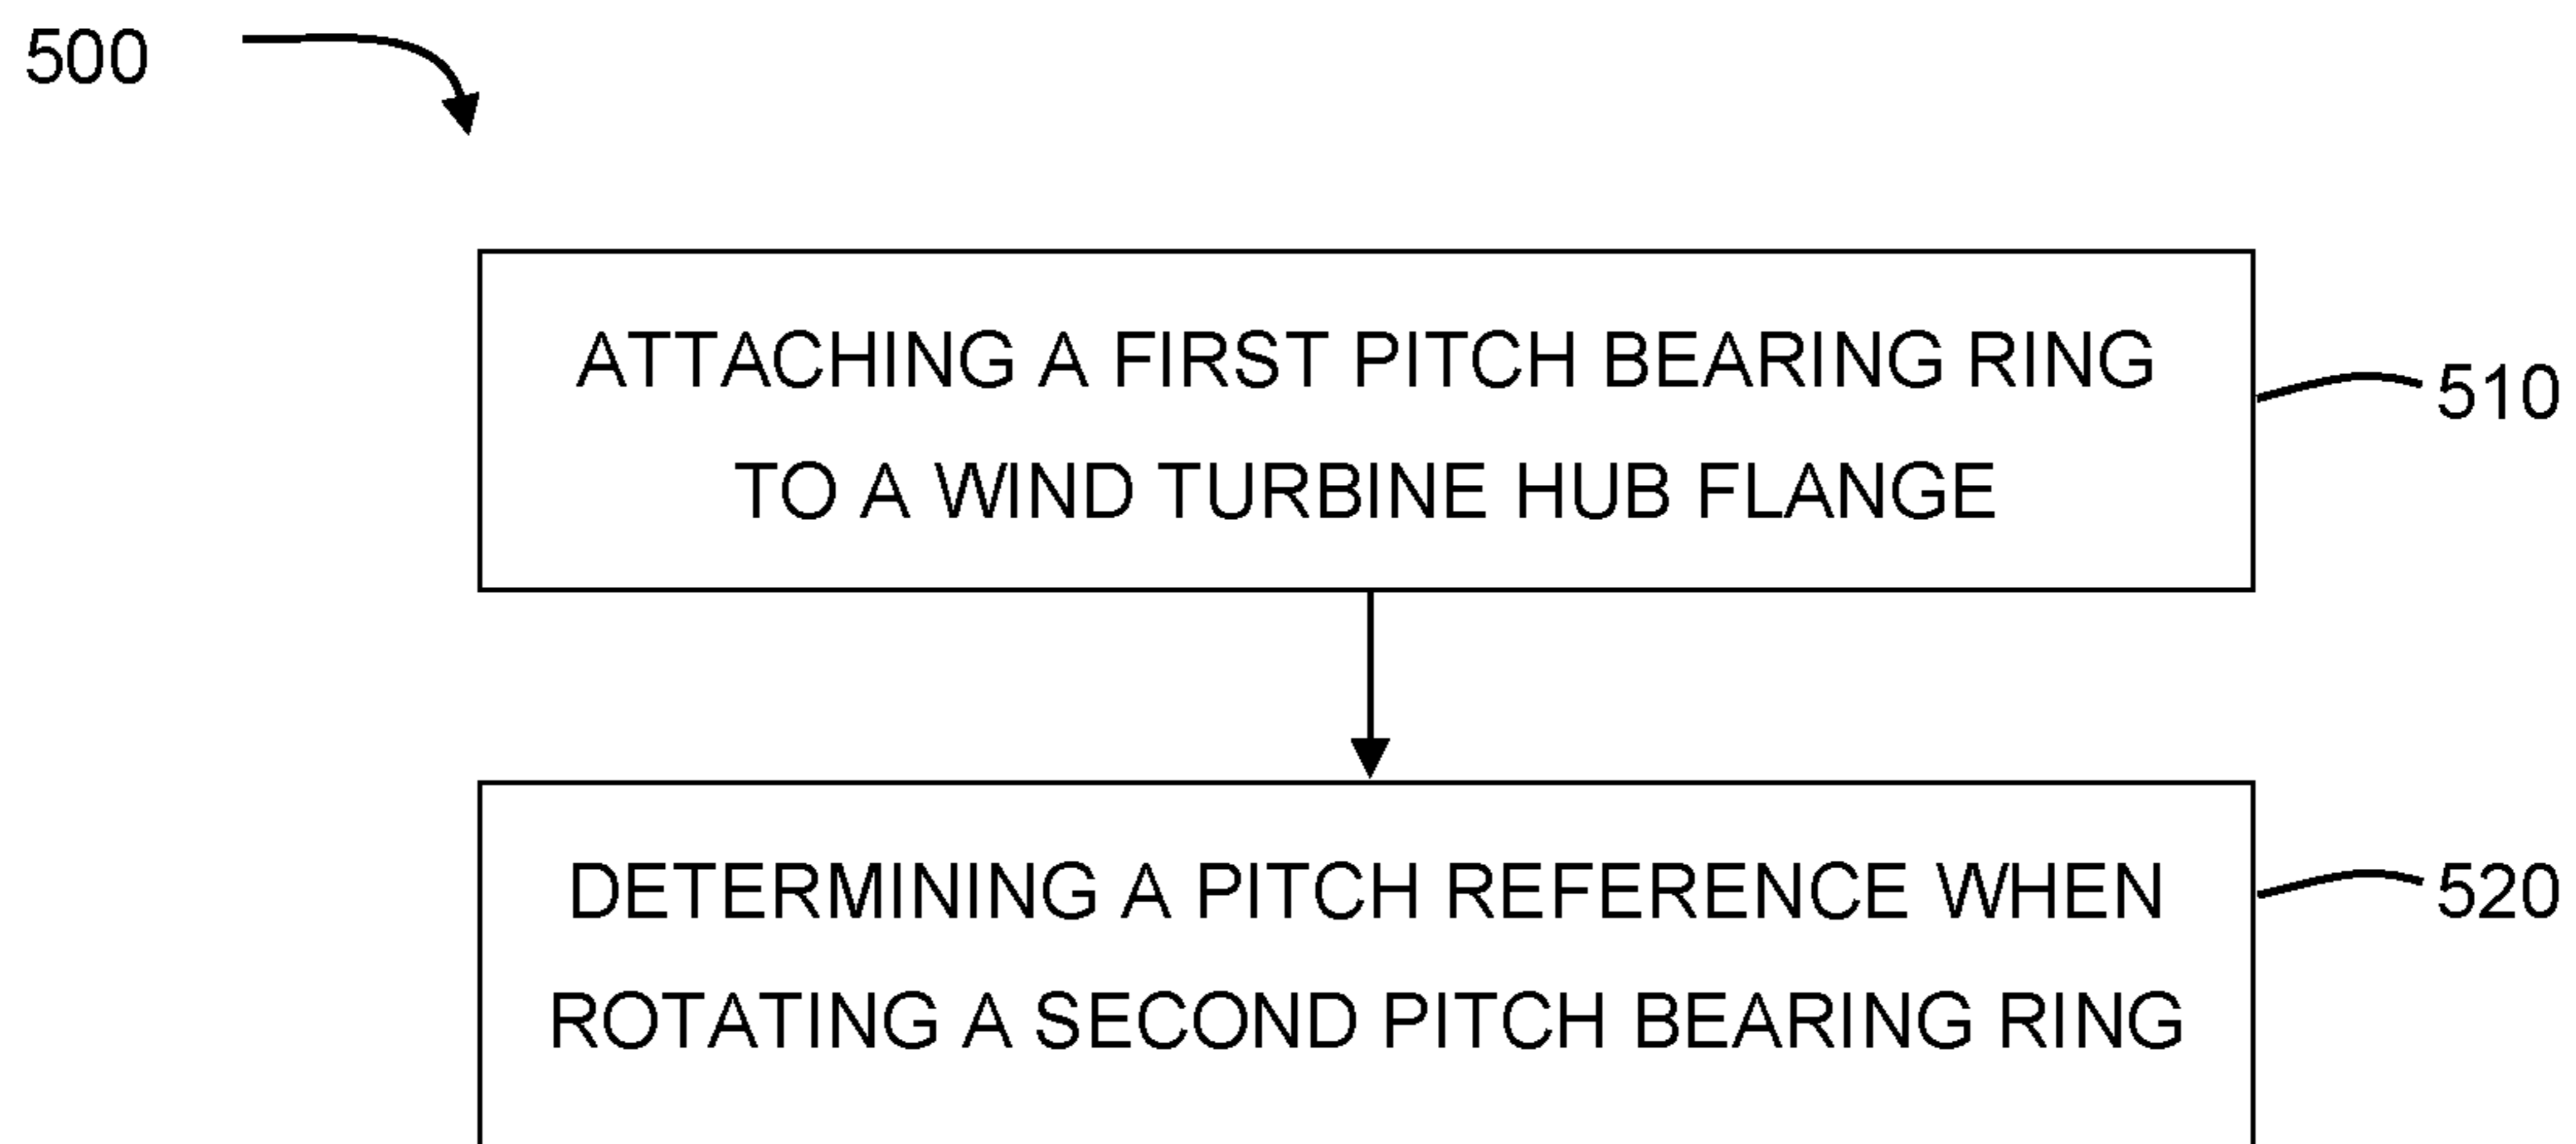 500
ATTACHING A FIRST PITCH BEARING RING
TO A WIND TURBINE HUB FLANGE
510
DETERMINING A PITCH REFERENCE WHEN
ROTATING A SECOND PITCH BEARING RING
520